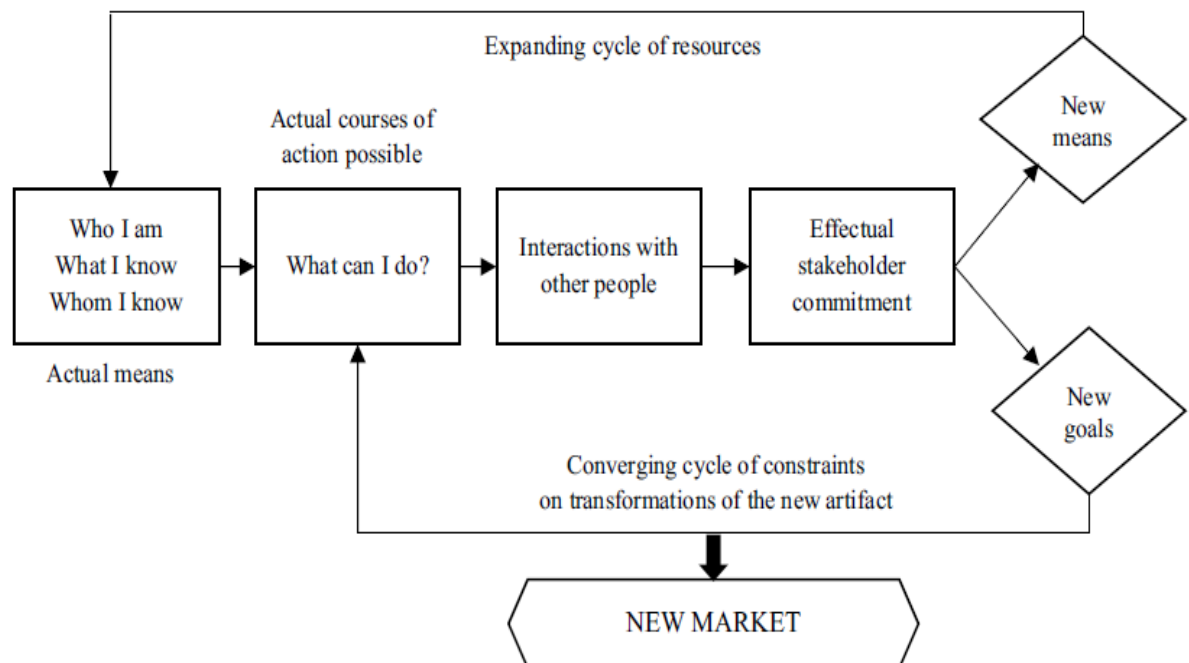 Expanding cycle of resources
New
means
Actual courses of
action possible
Who I am
What I know
Whom I know
What can I do?
Interactions with
other people
Effectual
stakeholder
commitment
Actual means
New
goals
Converging cycle of constraints
on transformations of the new artifact
NEW MARKET